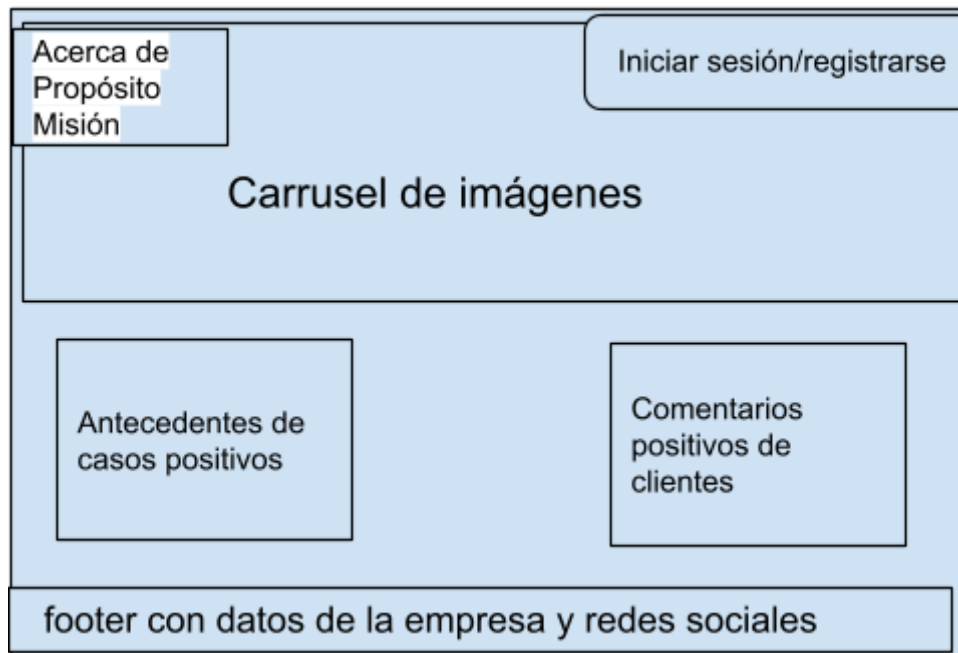 Acerca de
Propósito
Misión
Iniciar sesión/registrarse
Carrusel de imágenes
Antecedentes de
casos positivos
Comentarios
positivos de
clientes
footer con datos de la empresa y redes sociales